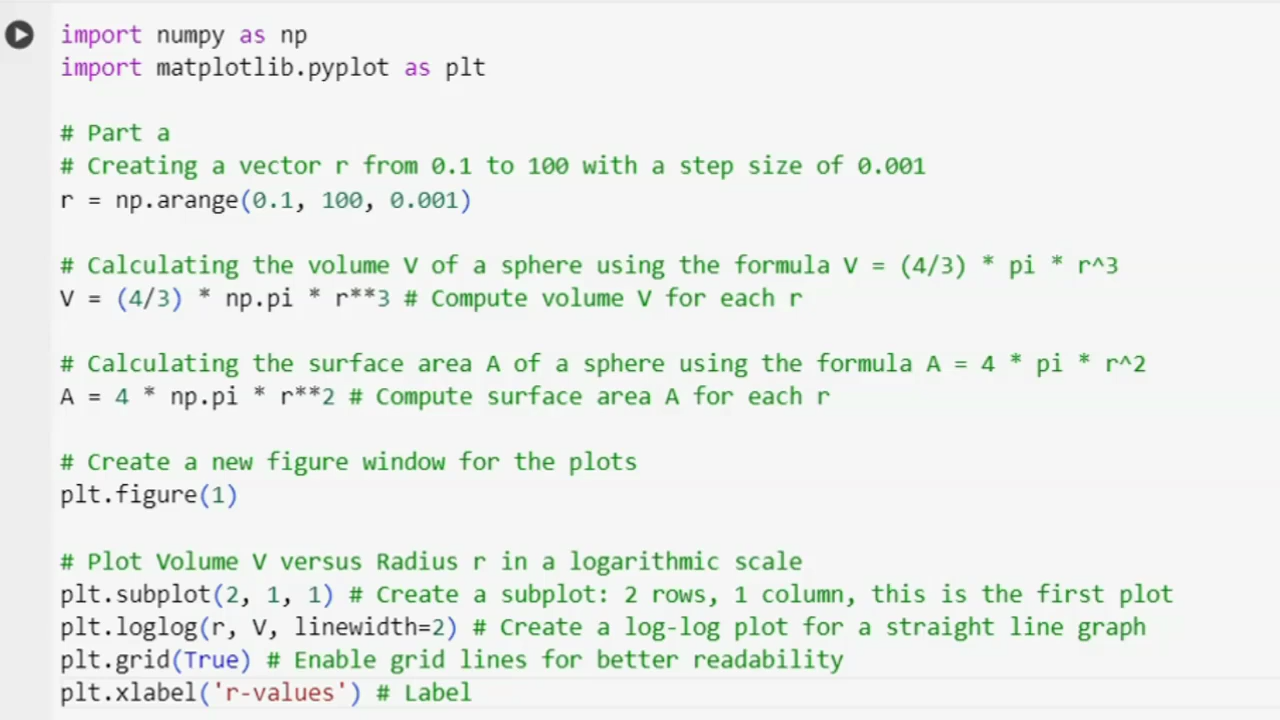 import numpy as np
import matplotlib.pyplot as plt
# Part a
# Creating a vector r from 0.1 to 100 with a step size of 0.001
r = np.arange(0.1, 100, 0.001)
# Calculating the volume V of a sphere using the formula V = (4/3) * pi * r^3
V = (4/3) * np.pi * r**3 # Compute volume V for each r
# Calculating the surface area A of a sphere using the formula A = 4 * pi * r^2
A = 4 * np.pi * r**2 # Compute surface area A for each r
# Create a new figure window for the plots
plt.figure(1)
# Plot Volume V versus Radius r in a logarithmic scale
plt.subplot(2, 1, 1) # Create a subplot: 2 rows, 1 column, this is the first plot
plt.loglog(r, V, linewidth=2) # Create a log-log plot for a straight line graph
plt.grid(True) # Enable grid lines for better readability
plt.xlabel('r-values') # Label